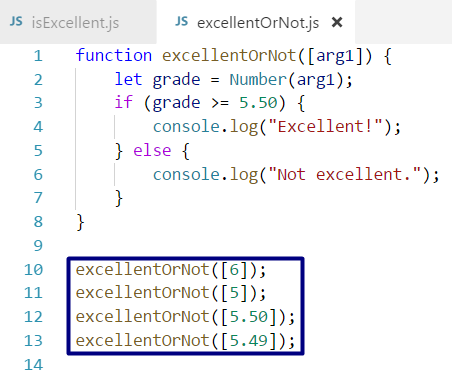 JS isExcellent.js JS excellentOrNot.js ×
1 function excellentOrNot([arg1]) {
2 let grade = Number(arg1);
3 if (grade >= 5.50) {
4 console.log("Excellent!");
5 } else {
6 console.log("Not excellent.");
7 }
8 }
9
10 excellentOrNot([6]);
11 excellentOrNot([5]);
12 excellentOrNot([5.50]);
13 excellentOrNot([5.49]);
14